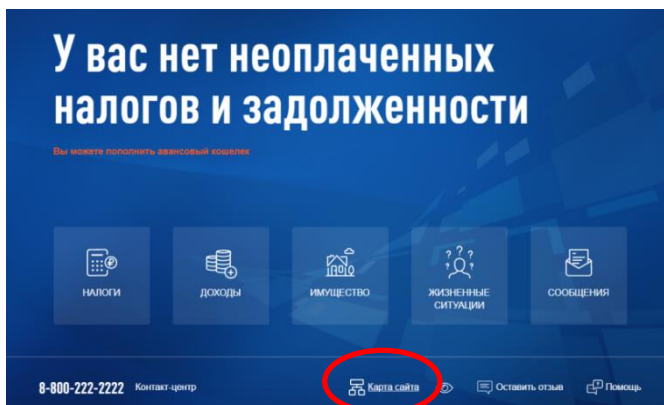 У вас нет неоплаченных
налогов и задолженности
Вы можете пополнить авансовый кошелек
НАЛОГИ
ДОХОДЫ
ИМУЩЕСТВО
ЖИЗНЕННЫЕ
СИТУАЦИИ
СООБЩЕНИЯ
8-800-222-2222 Контакт-центр Карта сайта Оставить отзыв Помощь